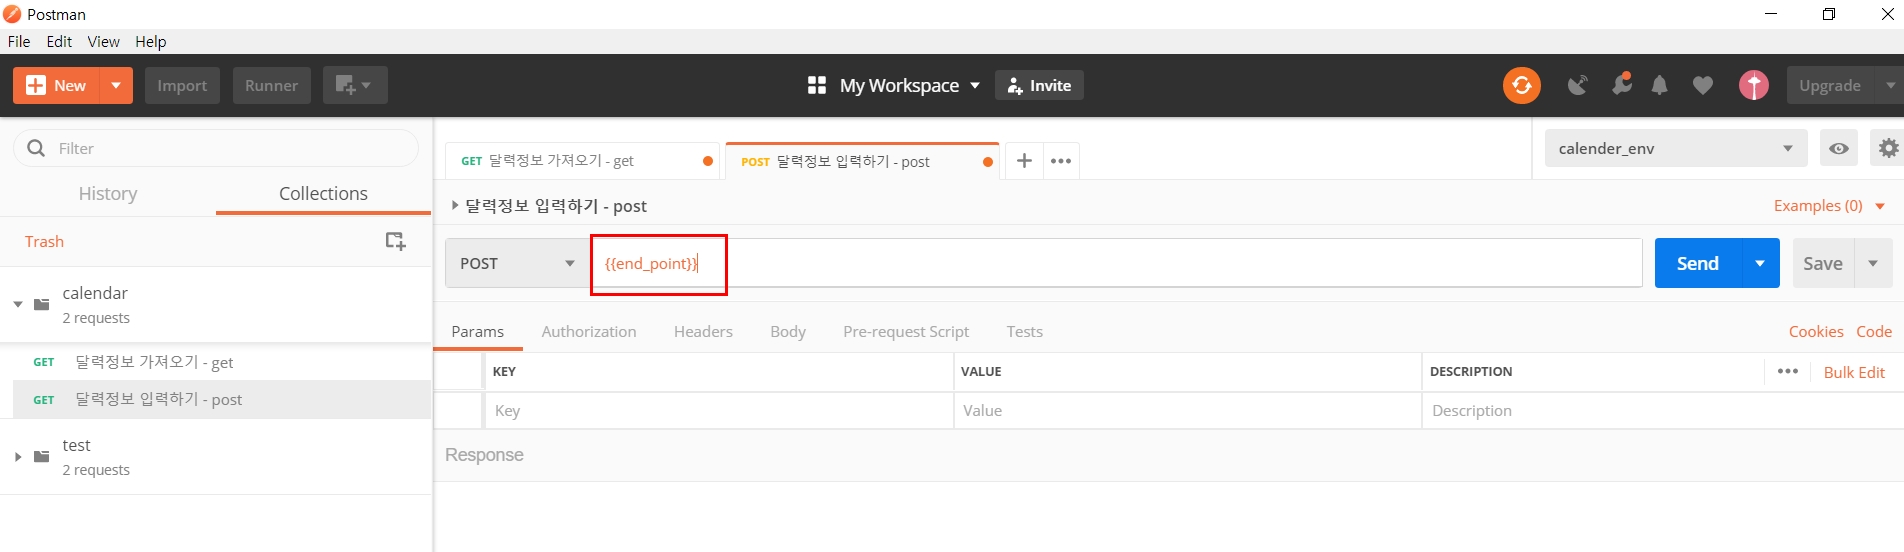 Postman
File Edit View Help
New Import Runner My Workspace Invite Upgrade
Filter
History Collections
Trash
calendar
2 requests
GET 달력정보 가져오기 - get
GET 달력정보 입력하기 - post
test
2 requests
GET 달력정보 가져오기 - get POST 달력정보 입력하기 - post calender_env
달력정보 입력하기 - post Examples (0)
POST {{end_point}} Send Save
Params Authorization Headers Body Pre-request Script Tests Cookies Code
KEY VALUE DESCRIPTION Bulk Edit
Key Value Description
Response